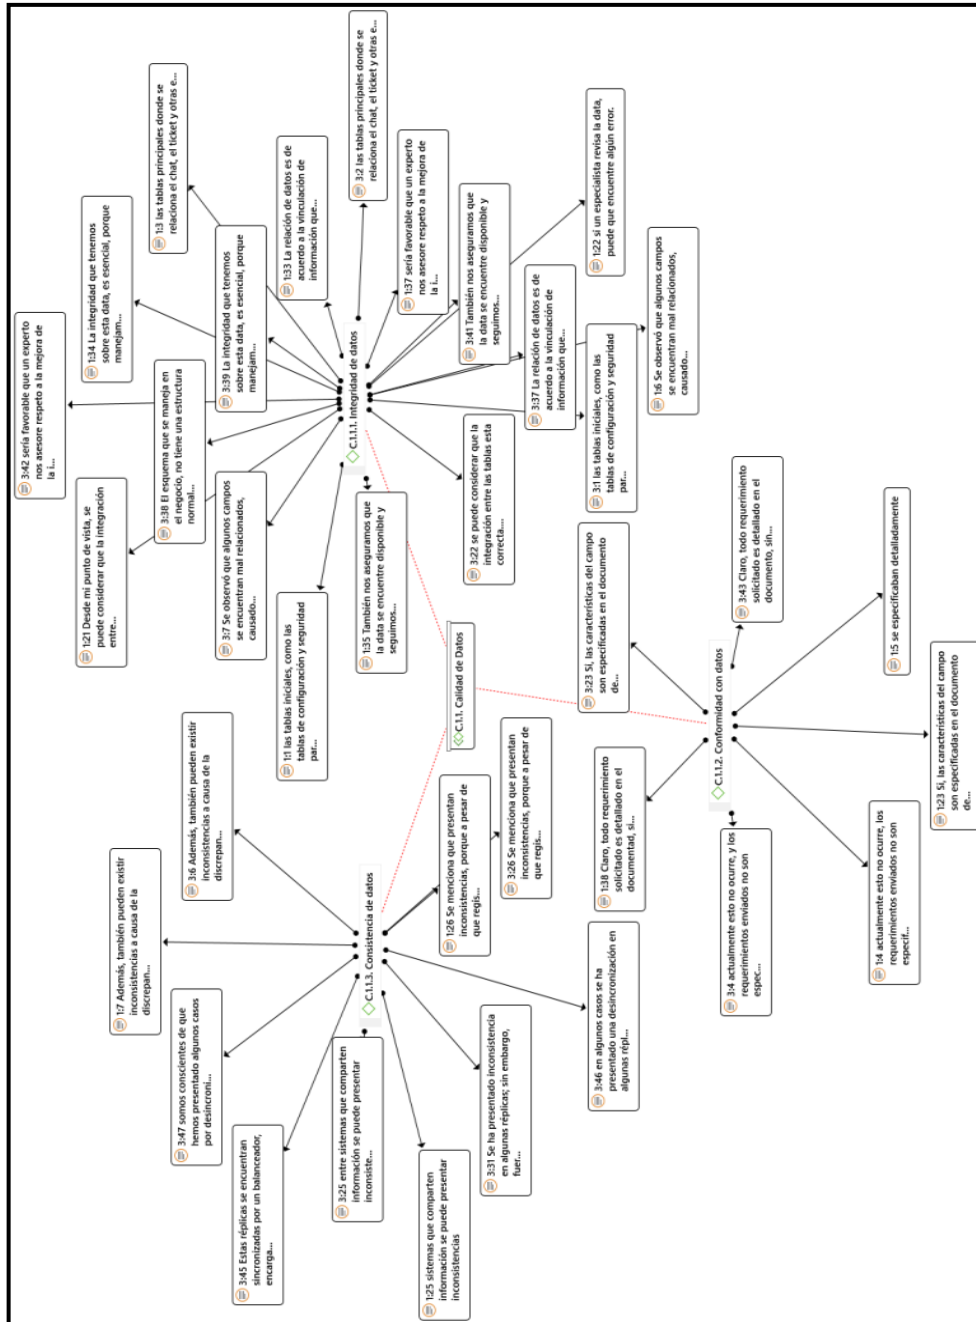 3:42 sería favorable que un experto
nos asesore respeto a la mejora de
la i...
1:34 La integridad que tenemos
sobre esta data, es esencial, porque
manejam...
1:3 las tablas principales donde se
relaciona el chat, el ticket y otras e...
3:39 La integridad que tenemos
sobre esta data, es esencial, porque
manejam...
1:33 La relación de datos es de
acuerdo a la vinculación de
información que...
3:2 las tablas principales donde se
relaciona el chat, el ticket y otras e...
1:37 sería favorable que un experto
nos asesore respeto a la mejora de
la i...
3:41 También nos aseguramos que
la data se encuentre disponible y
seguimos...
1:22 si un especialista revisa la data,
puede que encuentre algún error.
3:37 La relación de datos es de
acuerdo a la vinculación de
información que...
1:6 Se observó que algunos campos
se encuentran mal relacionados,
causado...
3:1 las tablas iniciales, como las
tablas de configuración y seguridad
par...
3:22 se puede considerar que la
integración entre las tablas esta
correcta....
1:35 También nos aseguramos que
la data se encuentre disponible y
seguimos...
1:1 las tablas iniciales, como las
tablas de configuración y seguridad
par...
3:7 Se observó que algunos campos
se encuentran mal relacionados,
causado...
3:38 El esquema que se maneja en
el negocio, no tiene una estructura
normal...
1:21 Desde mi punto de vista, se
puede considerar que la integración
entre...
C.1.1.1. Integridad de datos
C.1.1. Calidad de Datos
C.1.1.2. Conformidad con datos
3:23 Si, las características del campo
son especificadas en el documento
de...
3:43 Claro, todo requerimiento
solicitado es detallado en el
documento, sin...
1:5 se especificaban detalladamente
1:23 Si, las características del campo
son especificadas en el documento
de...
1:4 actualmente esto no ocurre, los
requerimientos enviados no son
especif...
3:4 actualmente esto no ocurre, y los
requerimientos enviados no son
espec...
1:38 Claro, todo requerimiento
solicitado es detallado en el
documentad, si...
C.1.1.3. Consistencia de datos
3:6 Además, también pueden existir
inconsistencias a causa de la
discrepan...
1:7 Además, también pueden existir
inconsistencias a causa de la
discrepan...
3:47 somos conscientes de que
hemos presentado algunos casos
por desincroni...
3:45 Estas réplicas se encuentran
sincronizadas por un balanceador,
encarga...
3:25 entre sistemas que comparten
información se puede presentar
inconsiste...
1:25 sistemas que comparten
información se puede presentar
inconsistencias
3:31 Se ha presentado inconsistencia
en algunas réplicas; sin embargo,
fuer...
3:46 en algunos casos se ha
presentado una desincronización en
algunas répl...
3:26 Se menciona que presentan
inconsistencias, porque a pesar de
que regis...
1:26 Se menciona que presentan
inconsistencias, porque a pesar de
que regis...